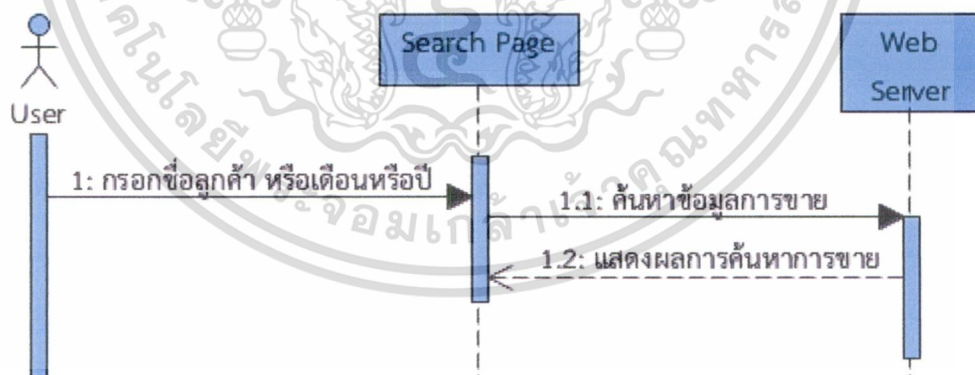 Search Page
Web
Server
User
1: กรอกชื่อลูกค้า หรือเดือนหรือปี
1.1: ค้นหาข้อมูลการขาย
1.2: แสดงผลการค้นหาการขาย